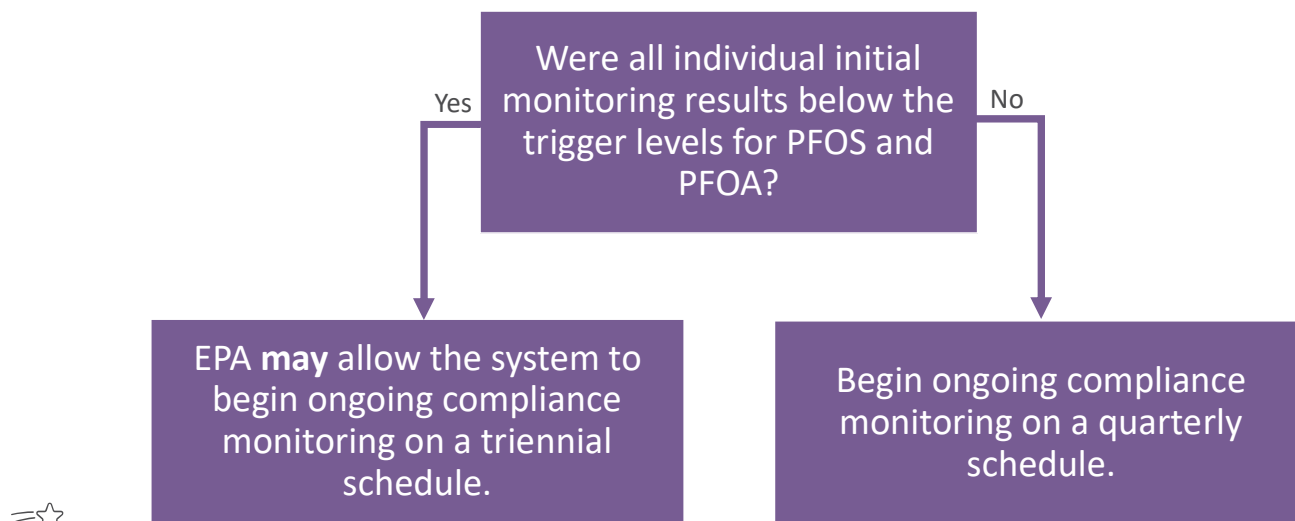 Were all individual initial
monitoring results below the
trigger levels for PFOS and
PFOA?
Yes
No
EPA may allow the system to
begin ongoing compliance
monitoring on a triennial
schedule.
Begin ongoing compliance
monitoring on a quarterly
schedule.